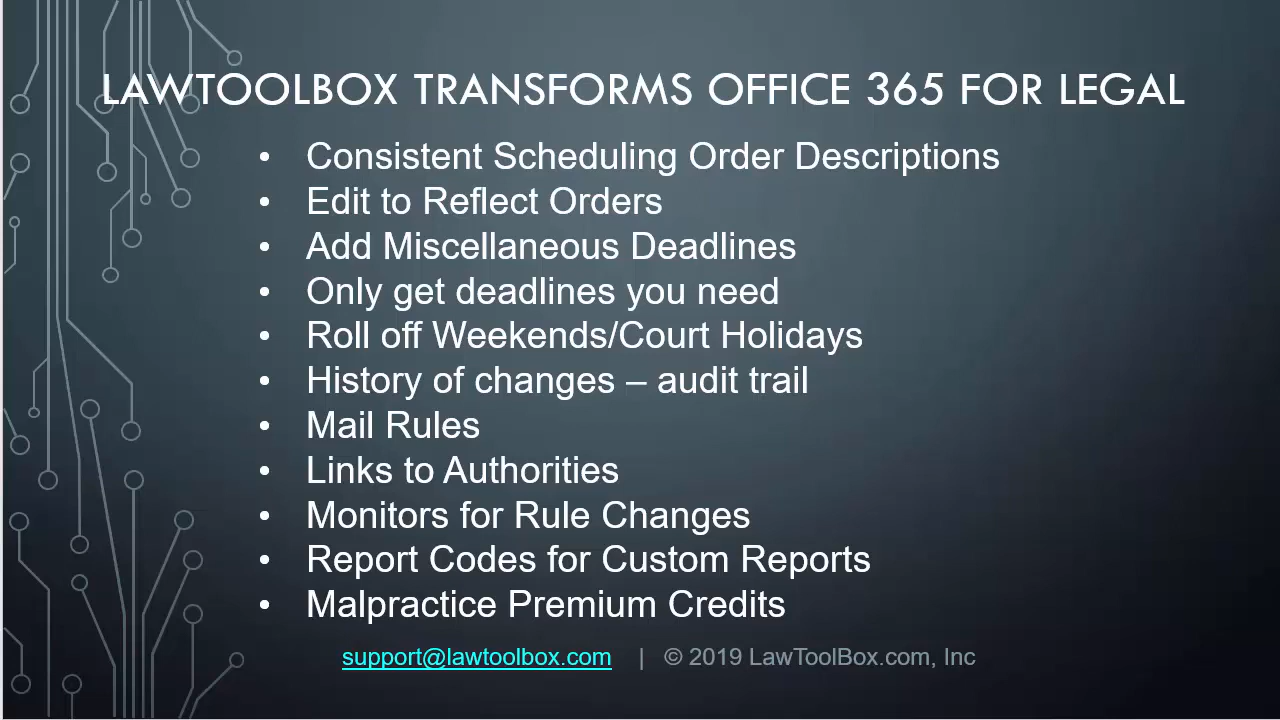 LAWTOOLBOX TRANSFORMS OFFICE 365 FOR LEGAL
• Consistent Scheduling Order Descriptions
• Edit to Reflect Orders
• Add Miscellaneous Deadlines
• Only get deadlines you need
• Roll off Weekends/Court Holidays
• History of changes – audit trail
• Mail Rules
• Links to Authorities
• Monitors for Rule Changes
• Report Codes for Custom Reports
• Malpractice Premium Credits
support@lawtoolbox.com | © 2019 LawToolBox.com, Inc